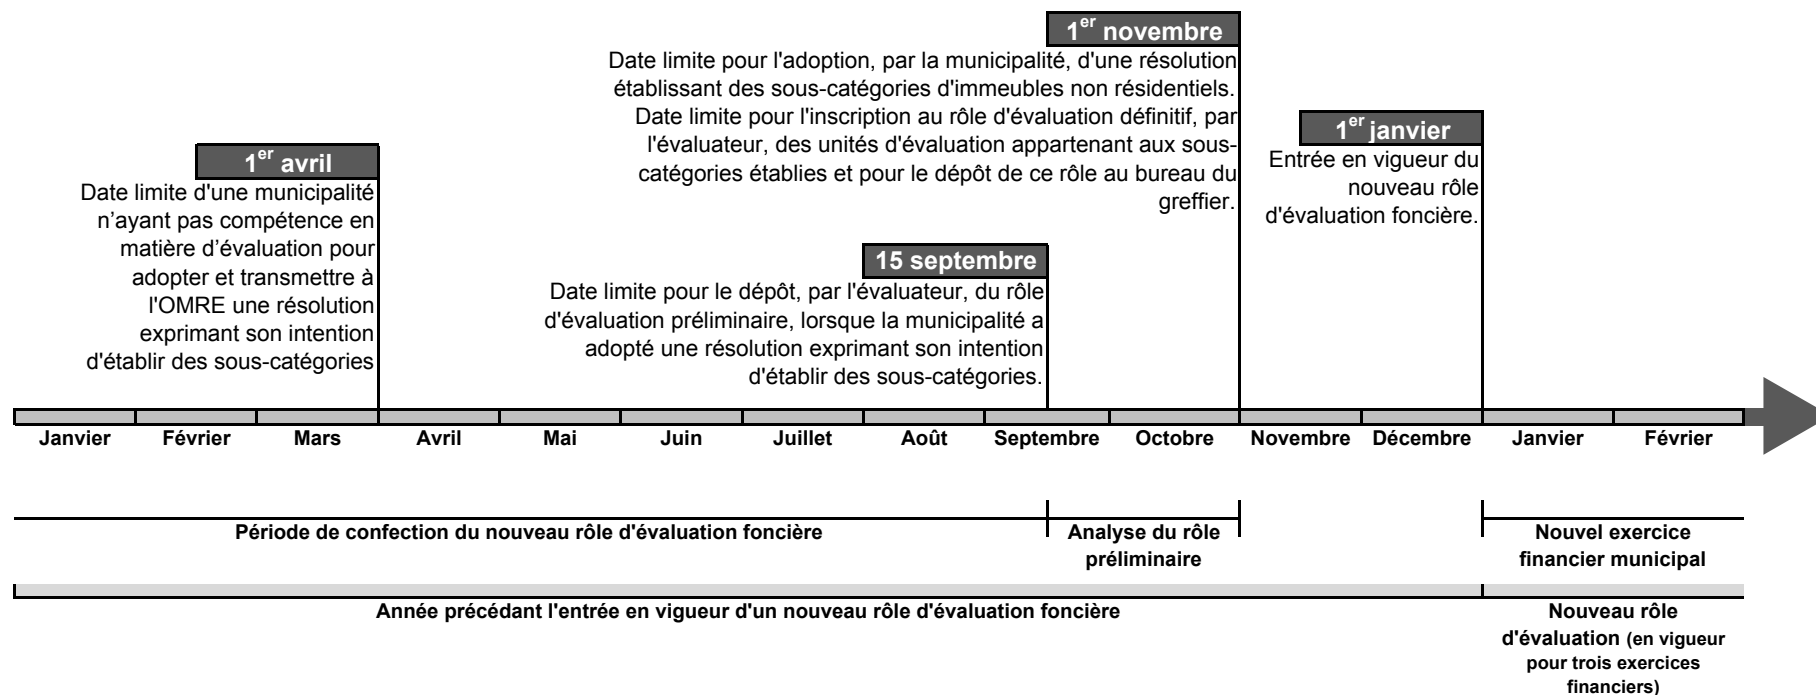 1er novembre
Date limite pour l'adoption, par la municipalité, d'une résolution
établissant des sous-catégories d'immeubles non résidentiels.
Date limite pour l'inscription au rôle d'évaluation définitif, par
l'évaluateur, des unités d'évaluation appartenant aux sous-
catégories établies et pour le dépôt de ce rôle au bureau du
greffier.
1er janvier
Entrée en vigueur du
nouveau rôle
d'évaluation foncière.
1er avril
Date limite d'une municipalité
n’ayant pas compétence en
matière d’évaluation pour
adopter et transmettre à
l'OMRE une résolution
exprimant son intention
d'établir des sous-catégories
15 septembre
Date limite pour le dépôt, par l'évaluateur, du rôle
d'évaluation préliminaire, lorsque la municipalité a
adopté une résolution exprimant son intention
d'établir des sous-catégories.
Janvier Février Mars Avril Mai Juin Juillet Août Septembre Octobre Novembre Décembre Janvier Février
Période de confection du nouveau rôle d'évaluation foncière
Analyse du rôle
préliminaire
Nouvel exercice
financier municipal
Année précédant l'entrée en vigueur d'un nouveau rôle d'évaluation foncière
Nouveau rôle
d'évaluation (en vigueur
pour trois exercices
financiers)